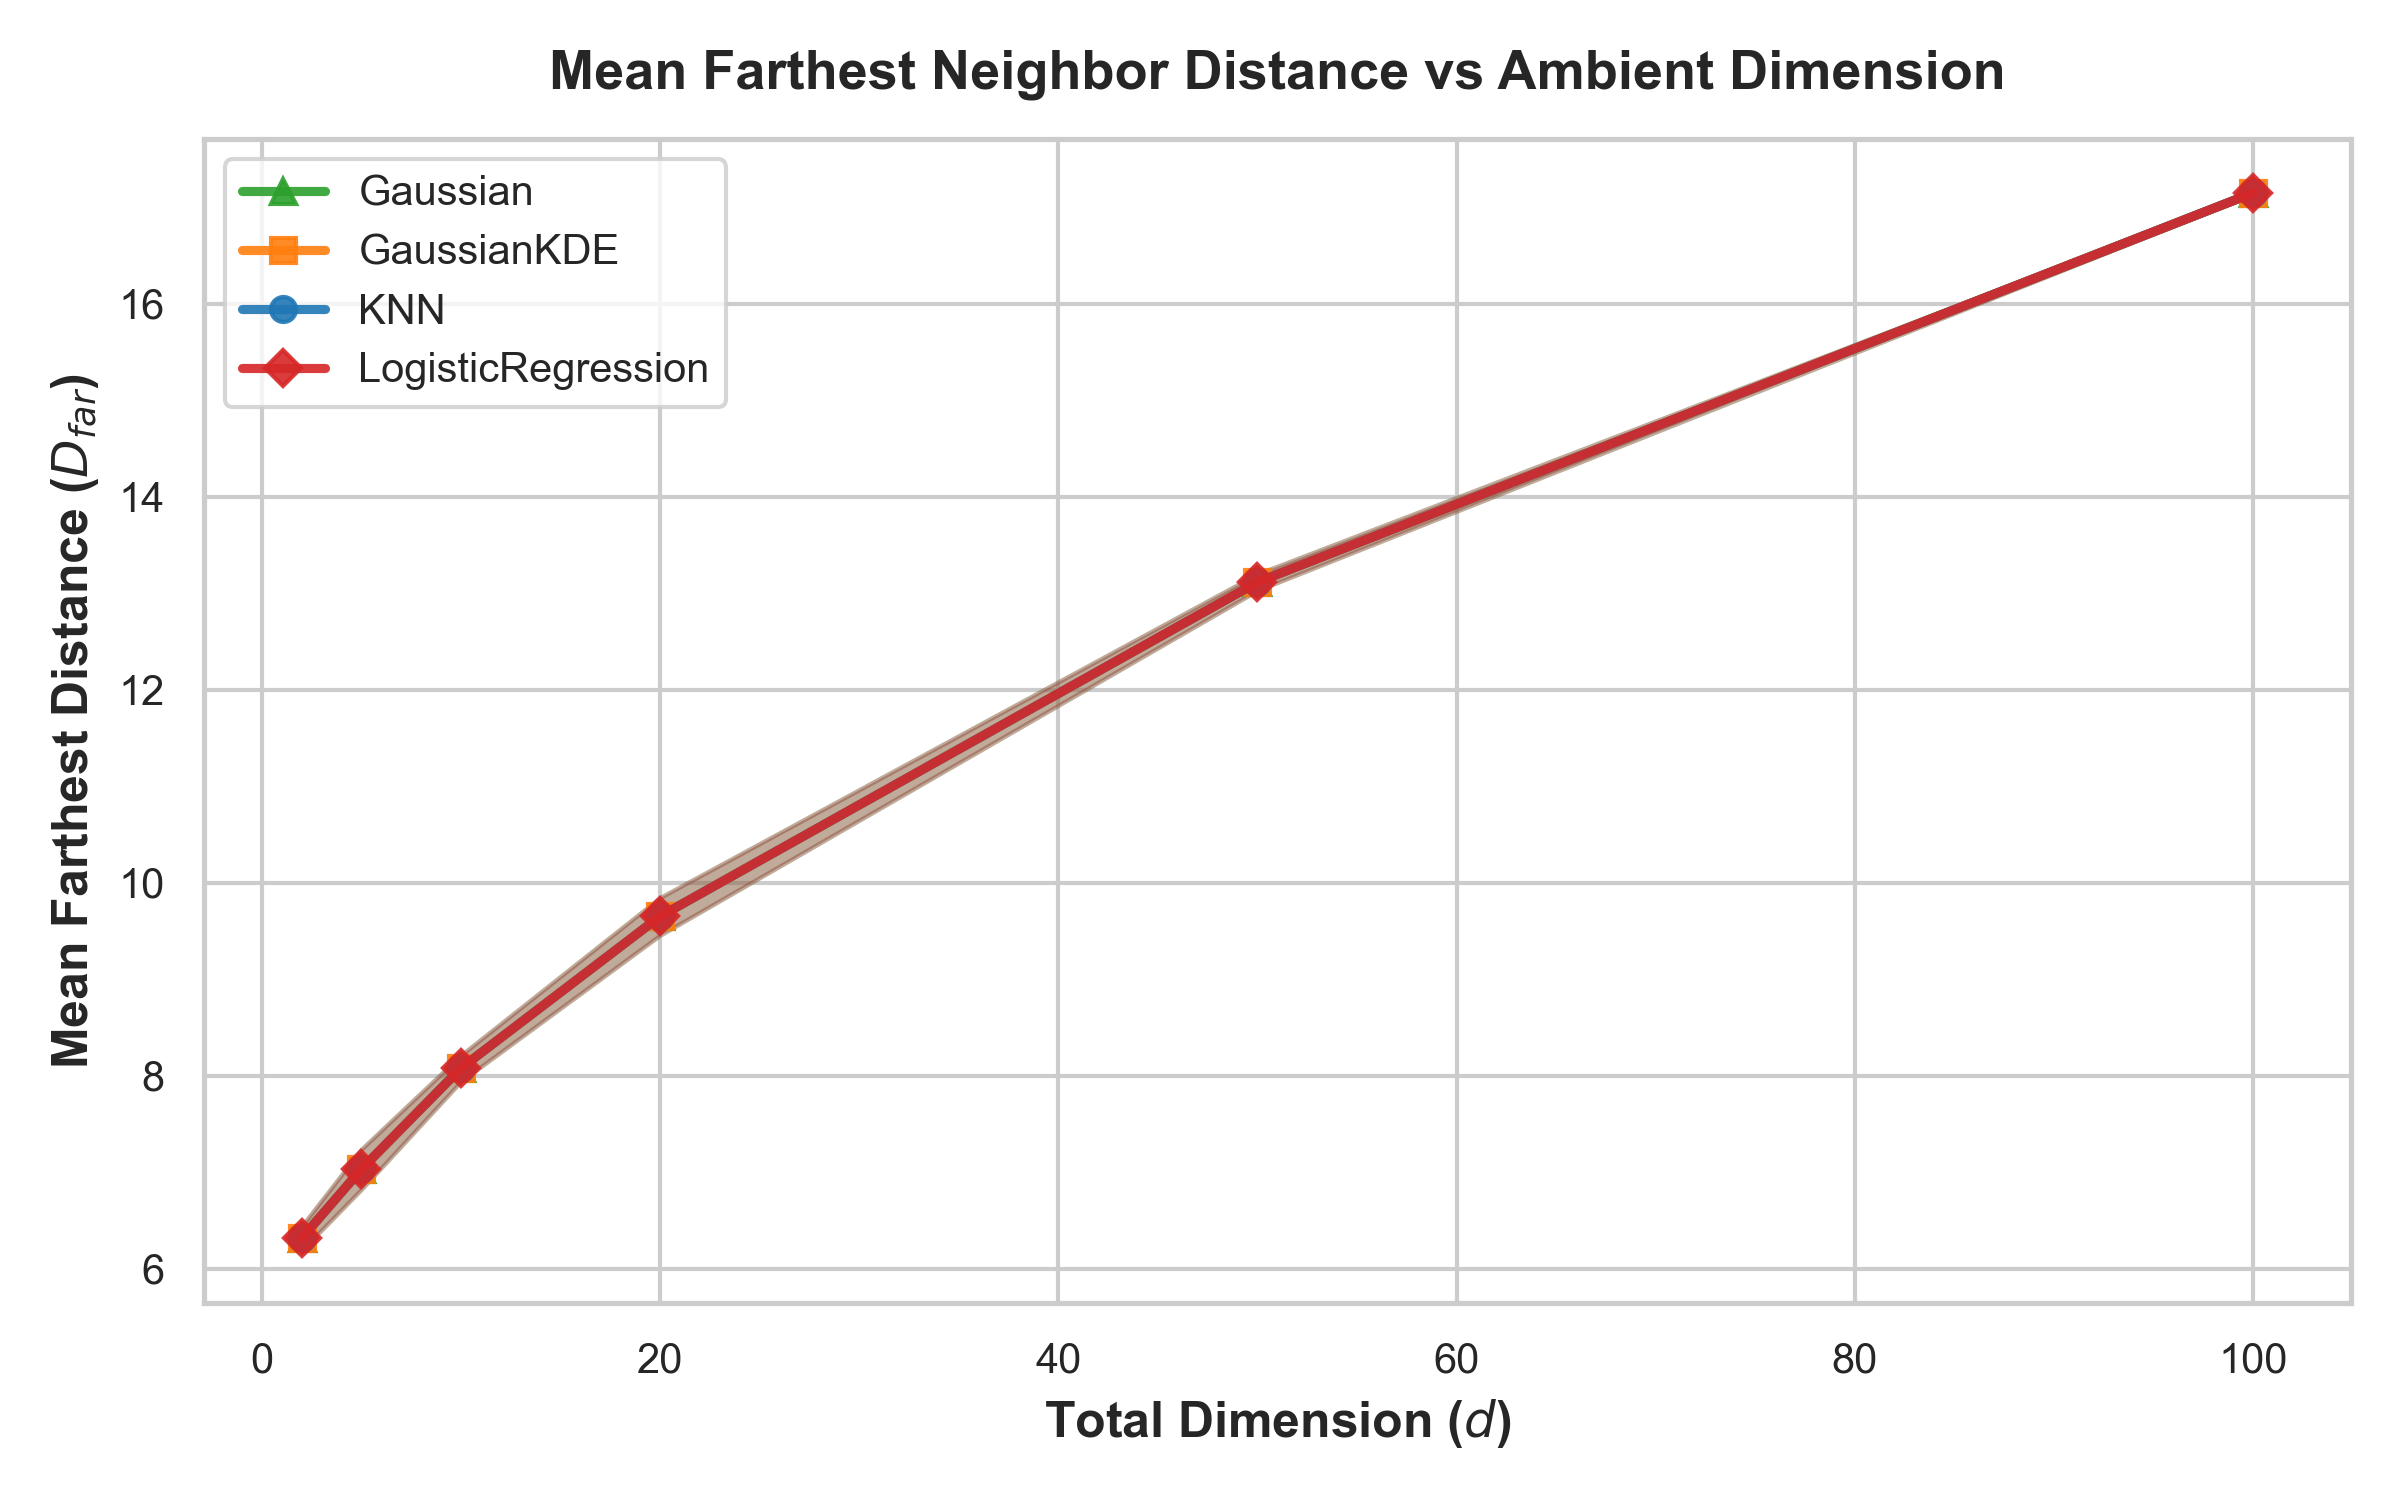 Mean Farthest Neighbor Distance vs Ambient Dimension
Gaussian
GaussianKDE
KNN
LogisticRegression
Mean Farthest Distance (D_far)
16
14
12
10
8
6
0 20 40 60 80 100
Total Dimension (d)